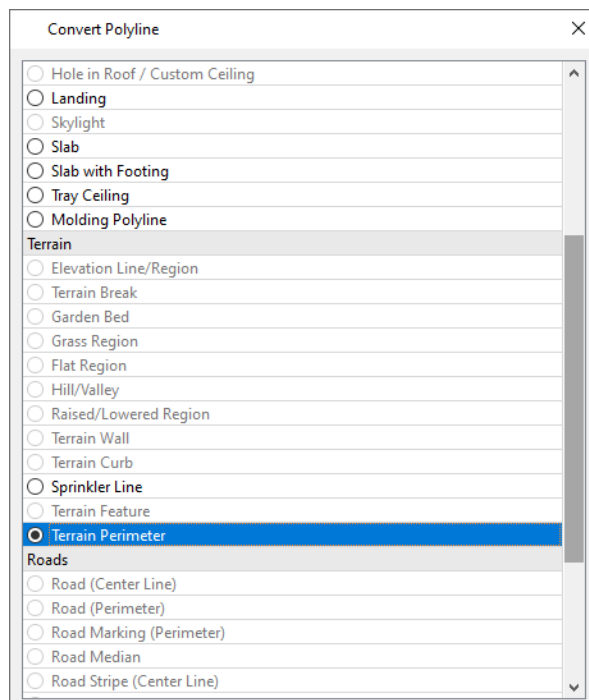 Convert Polyline
Hole in Roof / Custom Ceiling
Landing
Skylight
Slab
Slab with Footing
Tray Ceiling
Molding Polyline
Terrain
Elevation Line/Region
Terrain Break
Garden Bed
Grass Region
Flat Region
Hill/Valley
Raised/Lowered Region
Terrain Wall
Terrain Curb
Sprinkler Line
Terrain Feature
Terrain Perimeter
Roads
Road (Center Line)
Road (Perimeter)
Road Marking (Perimeter)
Road Median
Road Stripe (Center Line)